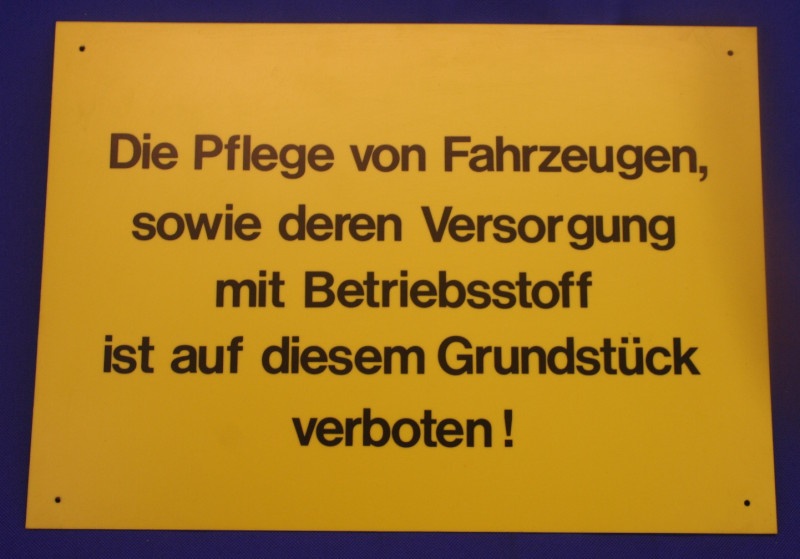 Die Pflege von Fahrzeugen,
sowie deren Versorgung
mit Betriebsstoff
ist auf diesem Grundstück
verboten !